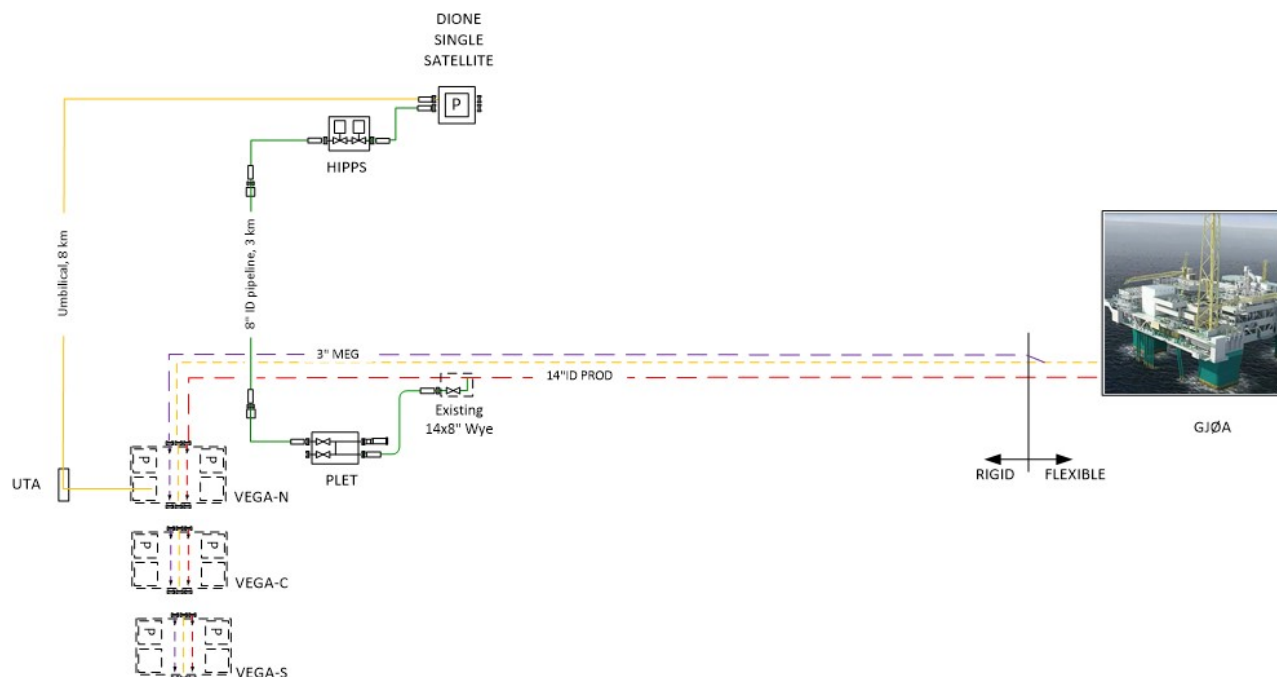 DIONE
SINGLE
SATELLITE
P
HIPPS
Umbilical, 8 km
8" ID pipeline, 3 km
3" MEG
14"ID PROD
Existing
14x8" Wye
GJØA
RIGID
FLEXIBLE
PLET
UTA
P
P
VEGA-N
P
P
VEGA-C
P
P
VEGA-S